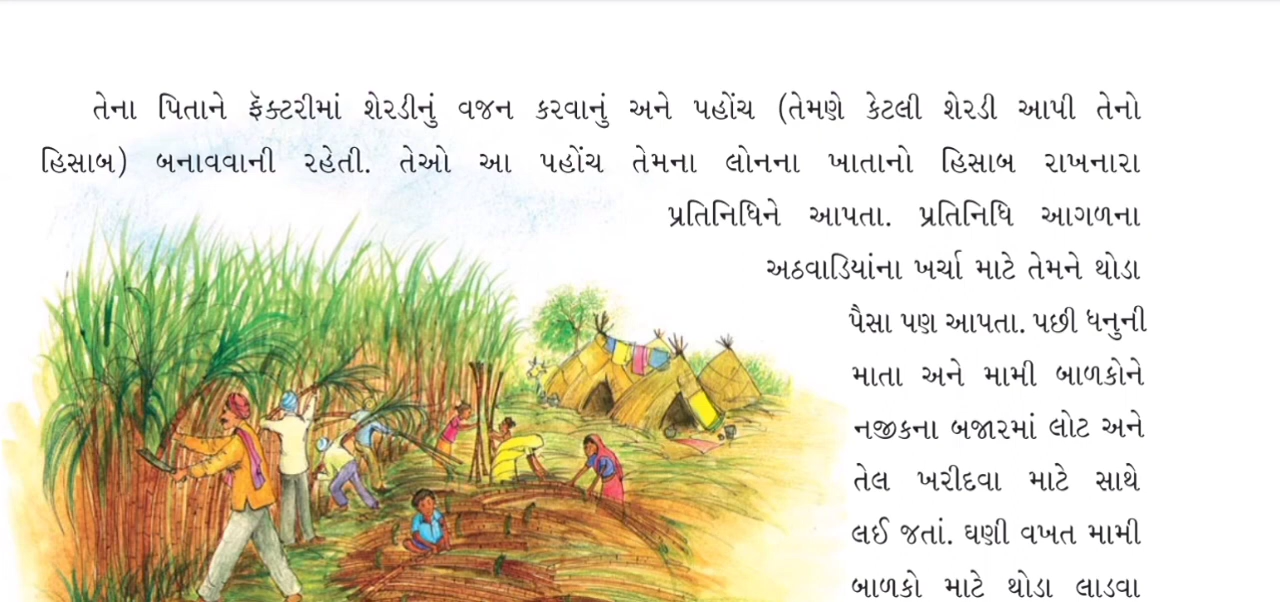 તેના પિતાને ફૅક્ટરીમાં શેરડીનું વજન કરવાનું અને પહોંચ (તેમણે કેટલી શેરડી આપી તેનો
હિસાબ) બનાવવાની રહેતી. તેઓ આ પહોંચ તેમના લોનના ખાતાનો હિસાબ રાખનારા
પ્રતિનિધિને આપતા. પ્રતિનિધિ આગળના
અઠવાડિયાંના ખર્ચા માટે તેમને થોડા
પૈસા પણ આપતા. પછી ધનુની
માતા અને મામી બાળકોને
નજીકના બજારમાં લોટ અને
તેલ ખરીદવા માટે સાથે
લઈ જતાં. ઘણી વખત મામી
બાળકો માટે થોડા લાડવા